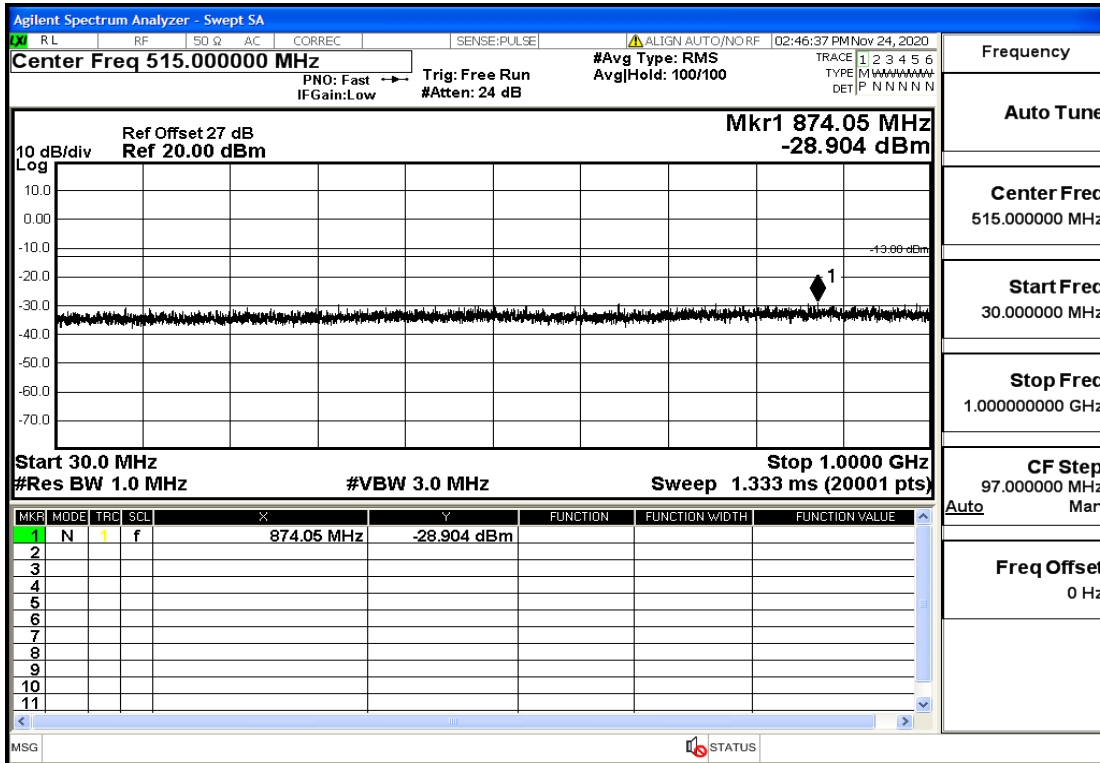 Agilent Spectrum Analyzer - Swept SA
LXI RL RF 50 Ω AC CORREC SENSE:PULSE ALIGN AUTO/NO RF 02:46:37 PM Nov 24, 2020
Center Freq 515.000000 MHz
PNO: Fast
IFGain:Low
Trig: Free Run
#Atten: 24 dB
#Avg Type: RMS
Avg|Hold: 100/100
TRACE 1 2 3 4 5 6
TYPE M
DET P N N N N N
Ref Offset 27 dB
10 dB/div Ref 20.00 dBm
Log
Mkr1 874.05 MHz
-28.904 dBm
10.0
0.00
-10.0
-13.00 dBm
-20.0
1
-30.0
-40.0
-50.0
-60.0
-70.0
Start 30.0 MHz Stop 1.0000 GHz
#Res BW 1.0 MHz #VBW 3.0 MHz Sweep 1.333 ms (20001 pts)
MKR MODE TRC SCL X Y FUNCTION FUNCTION WIDTH FUNCTION VALUE
1 N 1 f 874.05 MHz -28.904 dBm
2
3
4
5
6
7
8
9
10
11
MSG STATUS
Frequency
Auto Tune
Center Freq
515.000000 MHz
Start Freq
30.000000 MHz
Stop Freq
1.000000000 GHz
CF Step
97.000000 MHz
Auto Man
Freq Offset
0 Hz